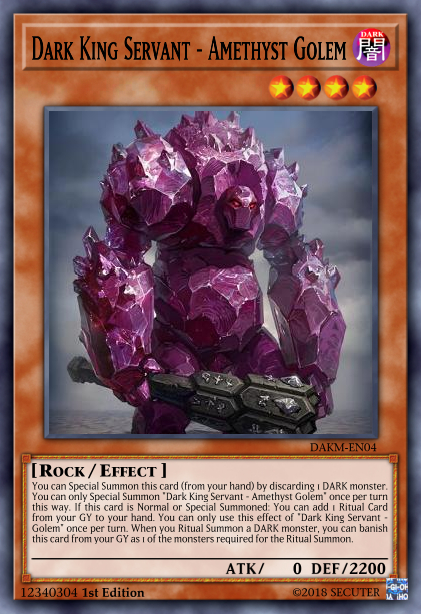 Dark King Servant - Amethyst Golem
DARK
闇
DAKM-EN04
[ Rock / Effect ]
You can Special Summon this card (from your hand) by discarding 1 DARK monster.
You can only Special Summon "Dark King Servant - Amethyst Golem" once per turn
this way. If this card is Normal or Special Summoned: You can add 1 Ritual Card
from your GY to your hand. You can only use this effect of "Dark King Servant -
Golem" once per turn. When you Ritual Summon a DARK monster, you can banish
this card from your GY as 1 of the monsters required for the Ritual Summon.
ATK/ 0 DEF/2200
12340304 1st Edition ©2018 SECUTER